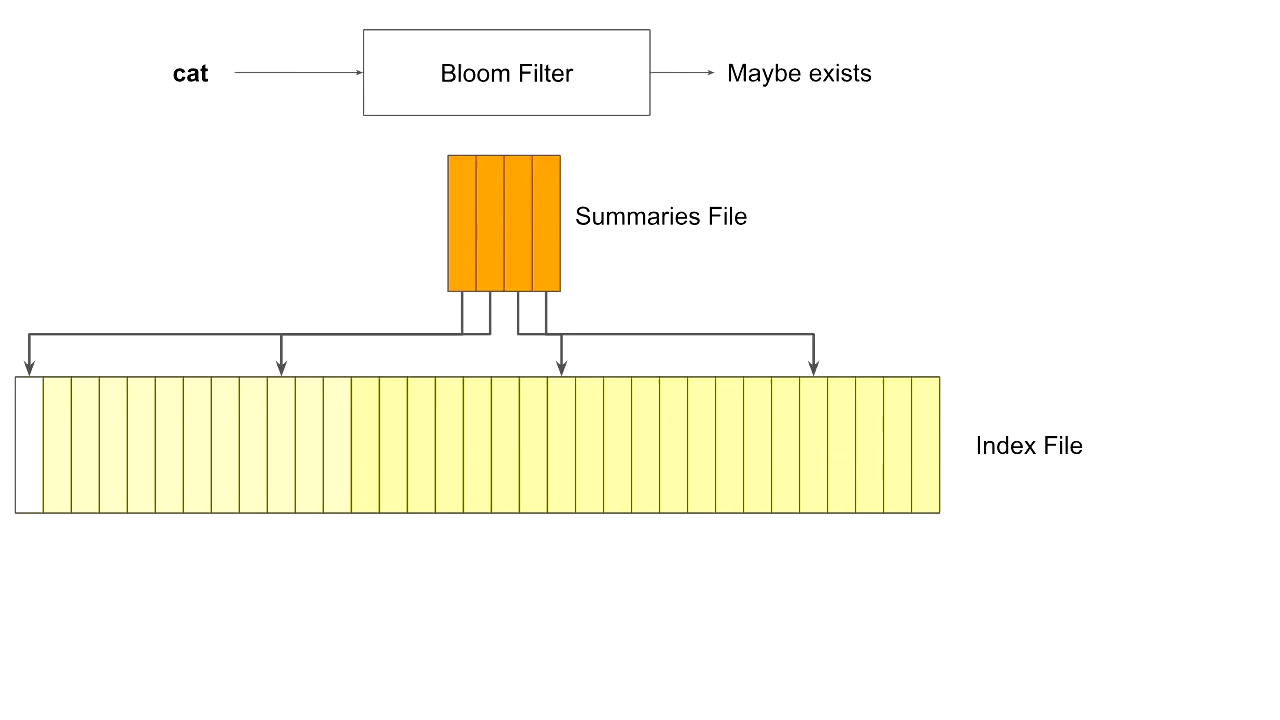 cat
Bloom Filter
Maybe exists
Summaries File
Index File